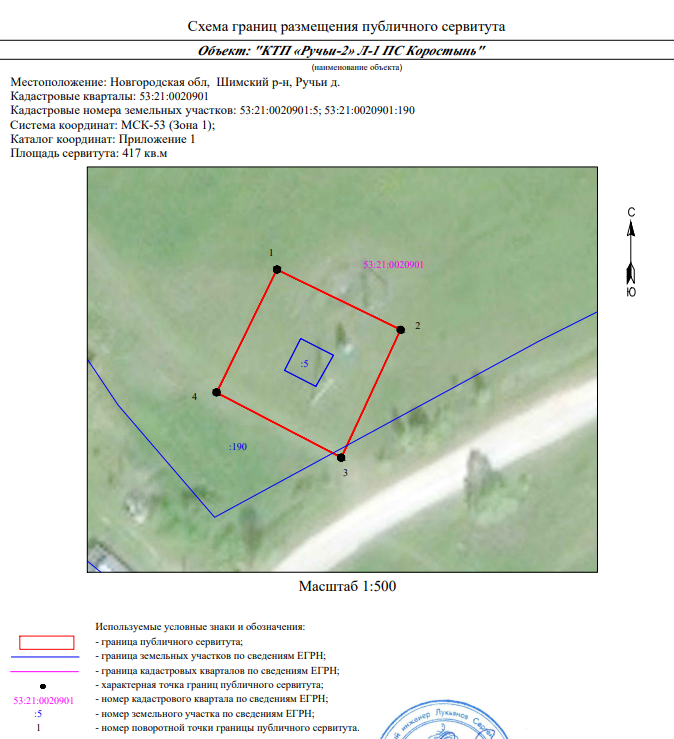 Схема границ размещения публичного сервитута
Объект: "КТП «Ручьи-2» Л-1 ПС Коростынь"
(наименование объекта)
Местоположение: Новгородская обл, Шимский р-н, Ручьи д.
Кадастровые кварталы: 53:21:0020901
Кадастровые номера земельных участков: 53:21:0020901:5; 53:21:0020901:190
Система координат: МСК-53 (Зона 1);
Каталог координат: Приложение 1
Площадь сервитута: 417 кв.м
С
Ю
1
53:21:0020901
2
:5
4
:190
3
Масштаб 1:500
Используемые условные знаки и обозначения:
- граница публичного сервитута;
- граница земельных участков по сведениям ЕГРН;
- граница кадастровых кварталов по сведениям ЕГРН;
- характерная точка границ публичного сервитута;
53:21:0020901 - номер кадастрового квартала по сведениям ЕГРН;
:5 - номер земельного участка по сведениям ЕГРН;
1 - номер поворотной точки границы публичного сервитута.
инженер Лукьянов